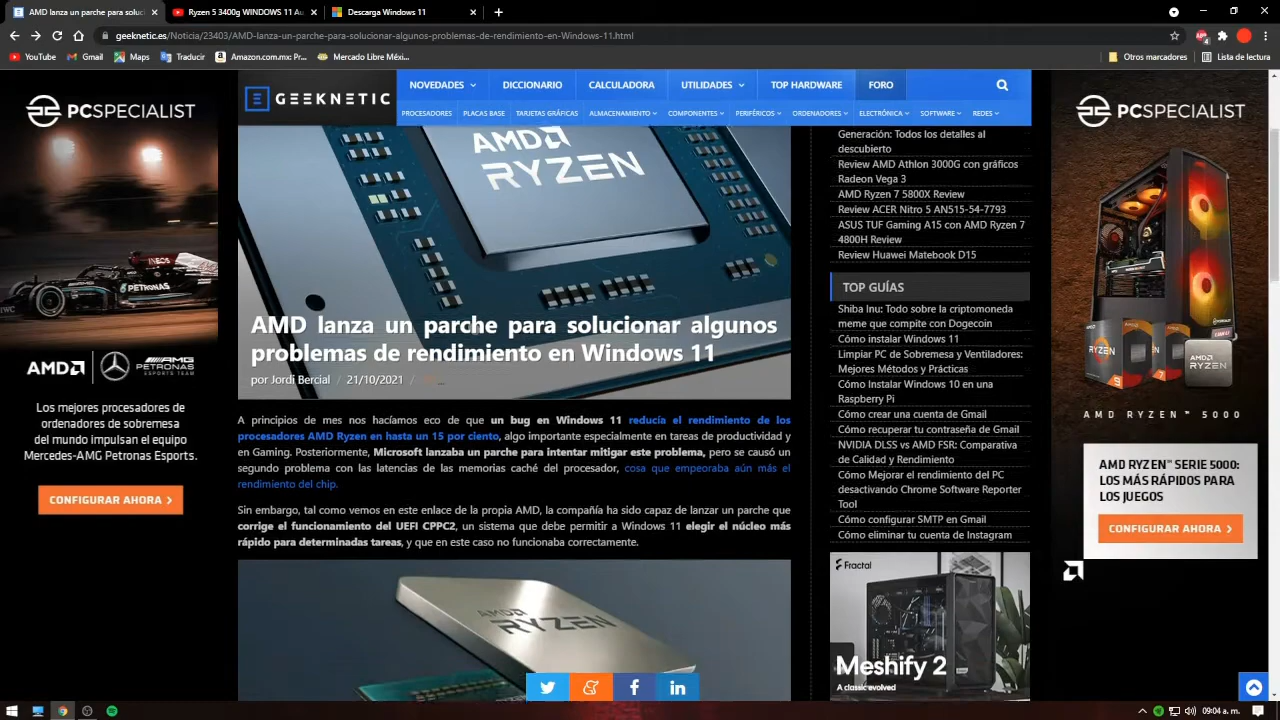 AMD lanza un parche para soluci
Ryzen 5 3400g WINDOWS 11 Au
Descarga Windows 11
geeknetic.es/Noticia/23403/AMD-lanza-un-parche-para-solucionar-algunos-problemas-de-rendimiento-en-Windows-11.html
YouTube
Gmail
Maps
Traducir
Amazon.com.mx: Pr...
Mercado Libre Méxi...
Otros marcadores
Lista de lectura
PCSPECIALIST
GEEKNETIC
NOVEDADES
DICCIONARIO
CALCULADORA
UTILIDADES
TOP HARDWARE
FORO
PROCESADORES
PLACAS BASE
TARJETAS GRÁFICAS
ALMACENAMIENTO
COMPONENTES
PERIFÉRICOS
ORDENADORES
ELECTRÓNICA
SOFTWARE
REDES
PCSPECIALIST
INEOS
PETRONAS
AMD
AMG
PETRONAS
ESPORTS TEAM
Los mejores procesadores de
ordenadores de sobremesa
del mundo impulsan el equipo
Mercedes-AMG Petronas Esports.
CONFIGURAR AHORA
AMD
RYZEN
AMD lanza un parche para solucionar algunos
problemas de rendimiento en Windows 11
por Jordi Bercial / 21/10/2021 /
A principios de mes nos hacíamos eco de que un bug en Windows 11 reducía el rendimiento de los
procesadores AMD Ryzen en hasta un 15 por ciento, algo importante especialmente en tareas de productividad y
en Gaming. Posteriormente, Microsoft lanzaba un parche para intentar mitigar este problema, pero se causó un
segundo problema con las latencias de las memorias caché del procesador, cosa que empeoraba aún más el
rendimiento del chip.
Sin embargo, tal como vemos en este enlace de la propia AMD, la compañía ha sido capaz de lanzar un parche que
corrige el funcionamiento del UEFI CPPC2, un sistema que debe permitir a Windows 11 elegir el núcleo más
rápido para determinadas tareas, y que en este caso no funcionaba correctamente.
AMD
RYZEN
Generación: Todos los detalles al
descubierto
Review AMD Athlon 3000G con gráficos
Radeon Vega 3
AMD Ryzen 7 5800X Review
Review ACER Nitro 5 AN515-54-7793
ASUS TUF Gaming A15 con AMD Ryzen 7
4800H Review
Review Huawei Matebook D15
TOP GUÍAS
Shiba Inu: Todo sobre la criptomoneda
meme que compite con Dogecoin
Cómo instalar Windows 11
Limpiar PC de Sobremesa y Ventiladores:
Mejores Métodos y Prácticas
Cómo Instalar Windows 10 en una
Raspberry Pi
Cómo crear una cuenta de Gmail
Cómo recuperar tu contraseña de Gmail
NVIDIA DLSS vs AMD FSR: Comparativa
de Calidad y Rendimiento
Cómo Mejorar el rendimiento del PC
desactivando Chrome Software Reporter
Tool
Cómo configurar SMTP en Gmail
Cómo eliminar tu cuenta de Instagram
Fractal
Meshify 2
A classic evolved
RYZEN
AMD
RYZEN
AMD RYZEN™ 5000
AMD RYZEN™ SERIE 5000:
LOS MÁS RÁPIDOS PARA
LOS JUEGOS
CONFIGURAR AHORA
09:04 a. m.